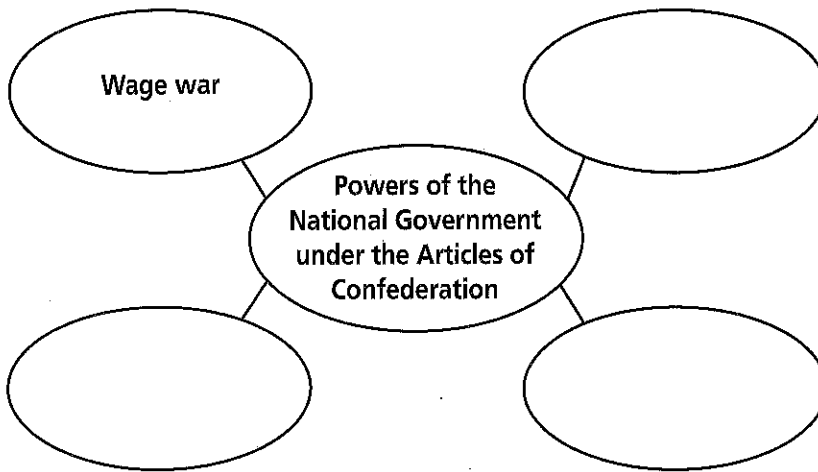 Wage war
Powers of the
National Government
under the Articles of
Confederation